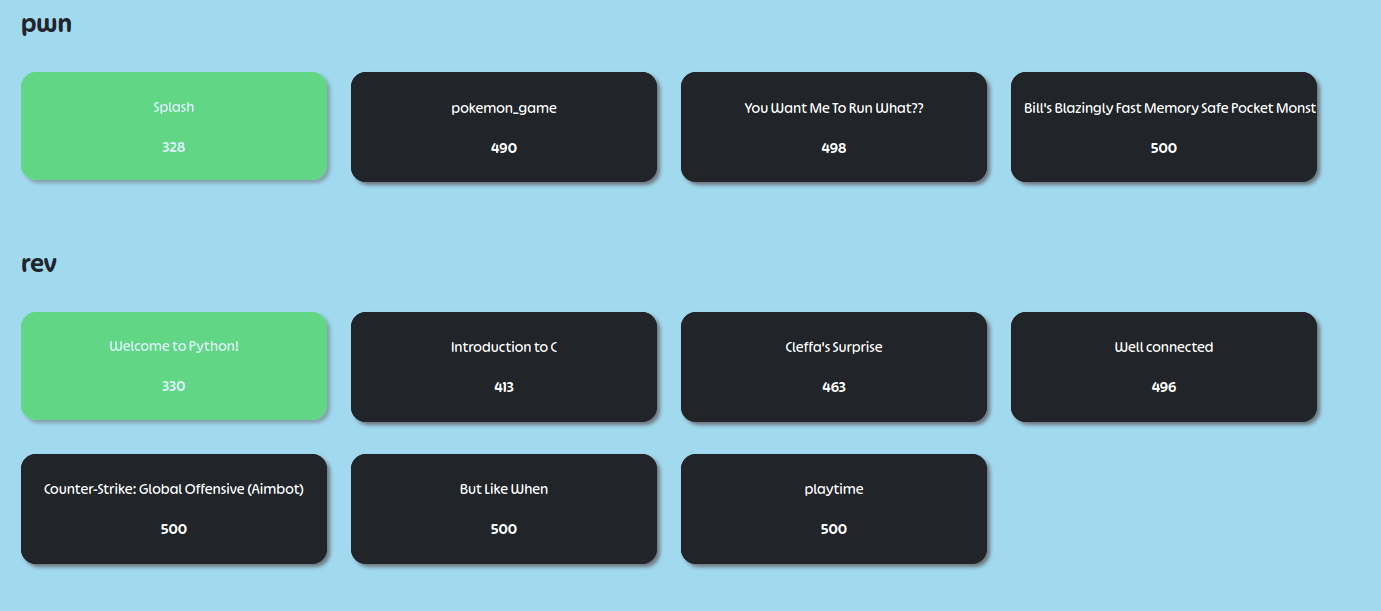 pwn
Splash
328
pokemon_game
490
You Want Me To Run What??
498
Bill's Blazingly Fast Memory Safe Pocket Monst
500
rev
Welcome to Python!
330
Introduction to C
413
Cleffa's Surprise
463
Well connected
496
Counter-Strike: Global Offensive (Aimbot)
500
But Like When
500
playtime
500